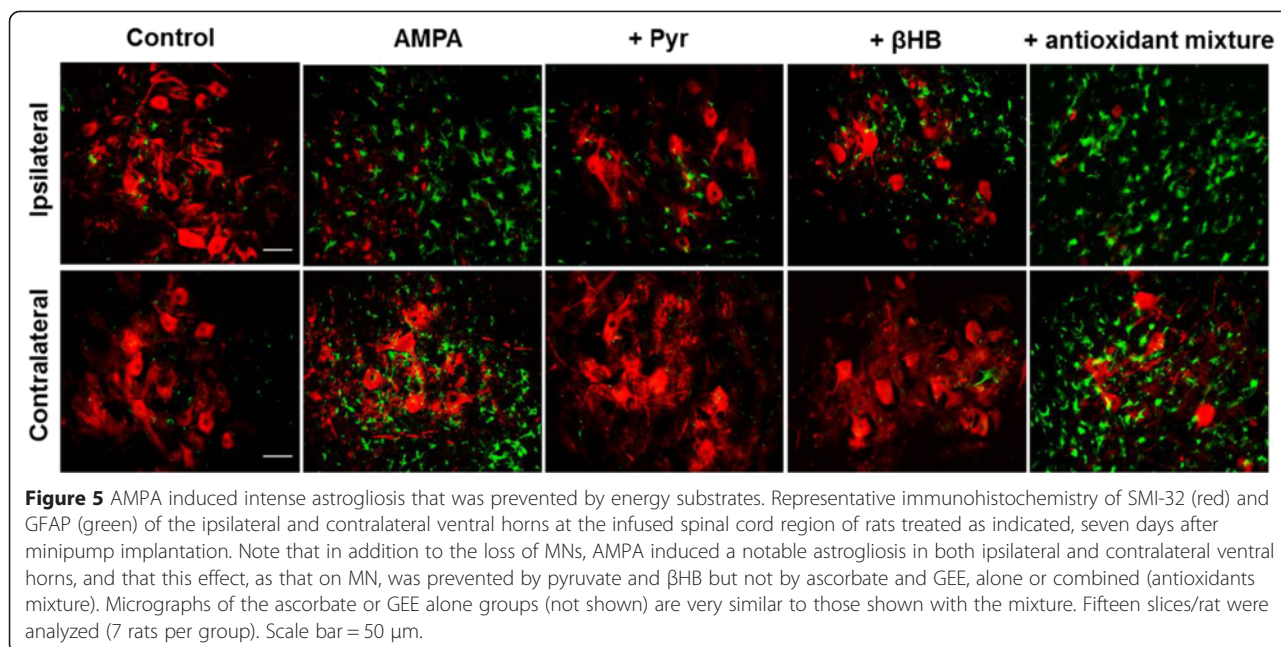 Control AMPA + Pyr + βHB + antioxidant mixture
Ipsilateral
Contralateral
Figure 5 AMPA induced intense astrogliosis that was prevented by energy substrates. Representative immunohistochemistry of SMI-32 (red) and
GFAP (green) of the ipsilateral and contralateral ventral horns at the infused spinal cord region of rats treated as indicated, seven days after
minipump implantation. Note that in addition to the loss of MNs, AMPA induced a notable astrogliosis in both ipsilateral and contralateral ventral
horns, and that this effect, as that on MN, was prevented by pyruvate and βHB but not by ascorbate and GEE, alone or combined (antioxidants
mixture). Micrographs of the ascorbate or GEE alone groups (not shown) are very similar to those shown with the mixture. Fifteen slices/rat were
analyzed (7 rats per group). Scale bar = 50 μm.